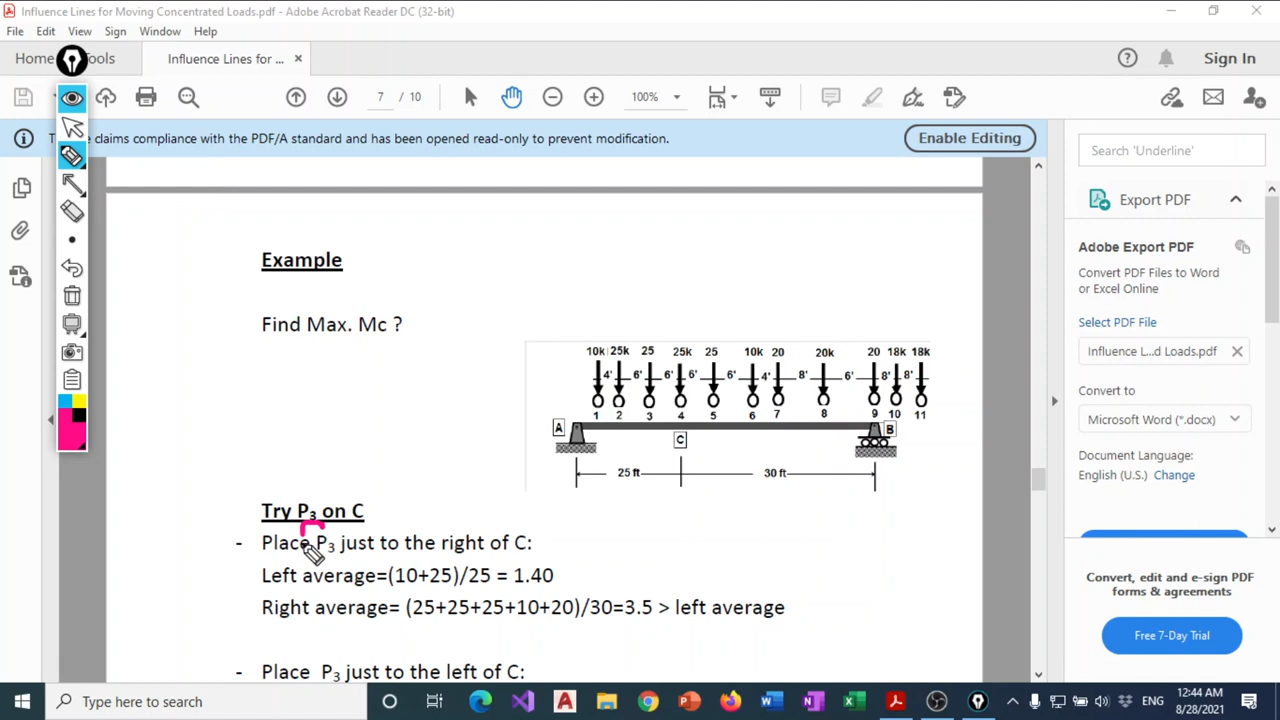 Influence Lines for Moving Concentrated Loads.pdf - Adobe Acrobat Reader DC (32-bit)
File Edit View Sign Window Help
Home Tools Influence Lines for ... × Sign In
7 / 10 100%
claims compliance with the PDF/A standard and has been opened read-only to prevent modification. Enable Editing
Search 'Underline'
Export PDF
Adobe Export PDF
Convert PDF Files to Word
or Excel Online
Select PDF File
Influence L...d Loads.pdf
Convert to
Microsoft Word (*.docx)
Document Language:
English (U.S.) Change
Convert, edit and e-sign PDF
forms & agreements
Free 7-Day Trial
Example
Find Max. Mc ?
10k 25k 25 25k 25 10k 20 20k 20 18k 18k
4' 6' 6' 6' 6' 4' 8' 6' 8' 8'
1 2 3 4 5 6 7 8 9 10 11
A C B
25 ft 30 ft
Try P3 on C
- Place P3 just to the right of C:
Left average=(10+25)/25 = 1.40
Right average= (25+25+25+10+20)/30=3.5 > left average
- Place P3 just to the left of C:
Type here to search
ENG 12:44 AM
8/28/2021